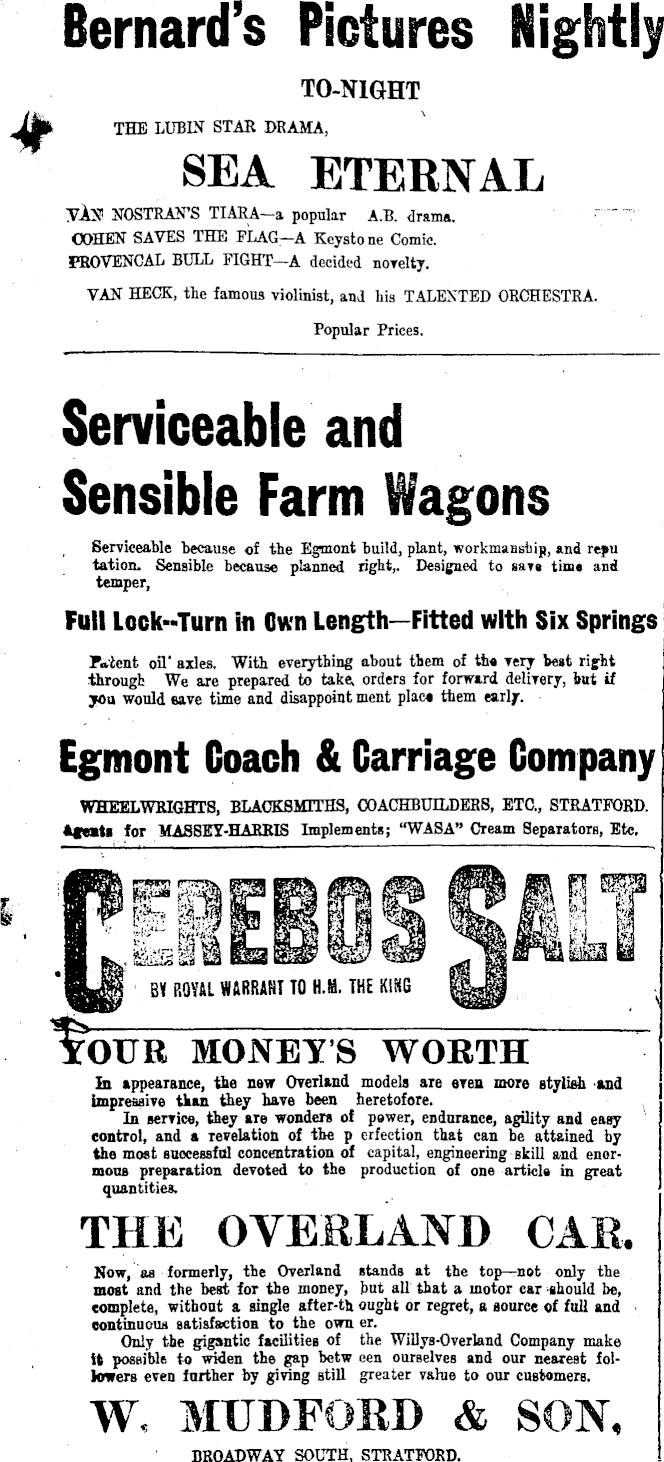 Bernard's Pictures Nightly
TO-NIGHT
THE LUBIN STAR DRAMA,
SEA ETERNAL
VAN NOSTRAN'S TIARA—a popular A.B. drama.
COHEN SAVES THE FLAG—A Keystone Comic.
PROVENCAL BULL FIGHT—A decided novelty.
VAN HECK, the famous violinist, and his TALENTED ORCHESTRA.
Popular Prices.
Serviceable and
Sensible Farm Wagons
Serviceable because of the Egmont build, plant, workmanship, and repu
tation. Sensible because planned right,. Designed to save time and
temper,
Full Lock--Turn in Own Length—Fitted with Six Springs
Patent oil axles. With everything about them of the very best right
through We are prepared to take, orders for forward delivery, but if
you would save time and disappoint ment place them early.
Egmont Coach & Carriage Company
WHEELWRIGHTS, BLACKSMITHS, COACHBUILDERS, ETC., STRATFORD.
Agents for MASSEY-HARRIS Implements; "WASA" Cream Separators, Etc.
CEREBOS SALT
BY ROYAL WARRANT TO H.M. THE KING
YOUR MONEY'S WORTH
In appearance, the new Overland models are even more stylish and
impressive than they have been heretofore.
In service, they are wonders of power, endurance, agility and easy
control, and a revelation of the p erfection that can be attained by
the most successful concentration of capital, engineering skill and enor-
mous preparation devoted to the production of one article in great
quantities.
THE OVERLAND CAR.
Now, as formerly, the Overland stands at the top—not only the
most and the best for the money, but all that a motor car should be,
complete, without a single after-th ought or regret, a source of full and
continuous satisfaction to the own er.
Only the gigantic facilities of the Willys-Overland Company make
it possible to widen the gap betw een ourselves and our nearest fol-
lowers even further by giving still greater value to our customers.
W. MUDFORD & SON,
BROADWAY SOUTH, STRATFORD.